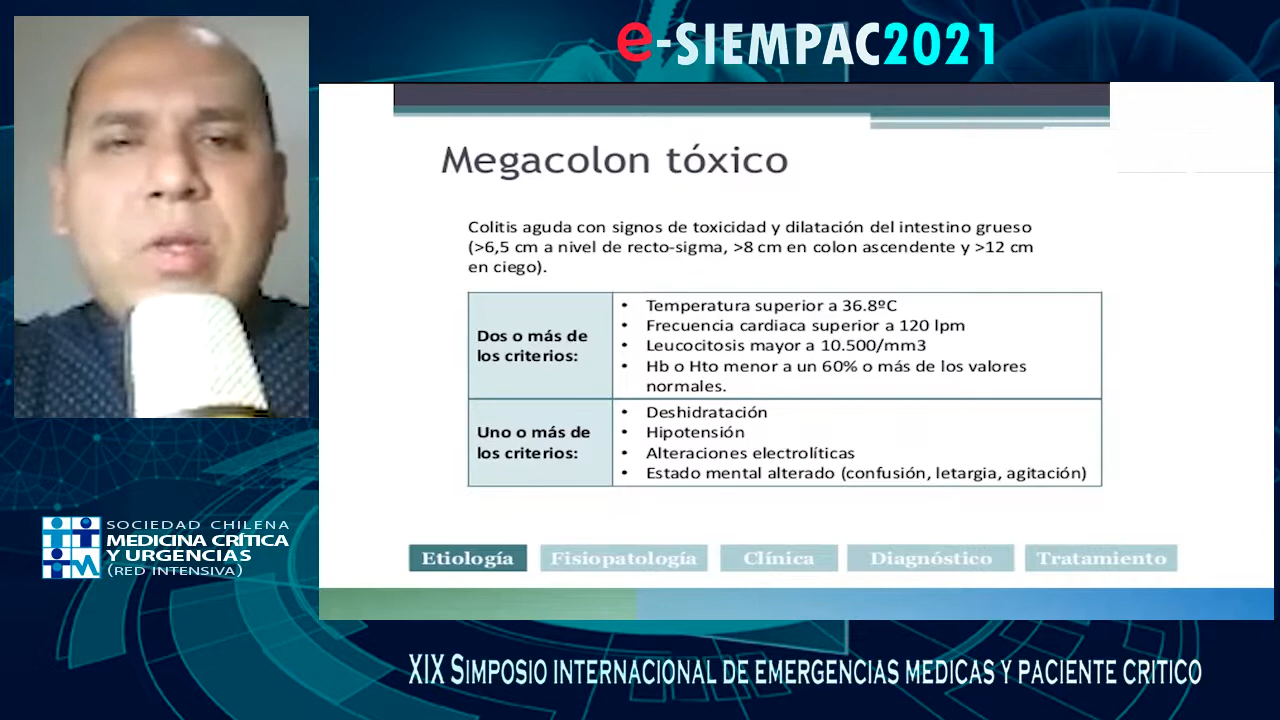 e-SIEMPAC2021
Megacolon tóxico
Colitis aguda con signos de toxicidad y dilatación del intestino grueso
(>6,5 cm a nivel de recto-sigma, >8 cm en colon ascendente y >12 cm
en ciego).
Dos o más de
los criterios:
• Temperatura superior a 36.8ºC
• Frecuencia cardiaca superior a 120 lpm
• Leucocitosis mayor a 10.500/mm3
• Hb o Hto menor a un 60% o más de los valores
normales.
Uno o más de
los criterios:
• Deshidratación
• Hipotensión
• Alteraciones electrolíticas
• Estado mental alterado (confusión, letargia, agitación)
Etiología Fisiopatología Clínica Diagnóstico Tratamiento
SOCIEDAD CHILENA
MEDICINA CRÍTICA
Y URGENCIAS
(RED INTENSIVA)
XIX SIMPOSIO INTERNACIONAL DE EMERGENCIAS MEDICAS Y PACIENTE CRITICO